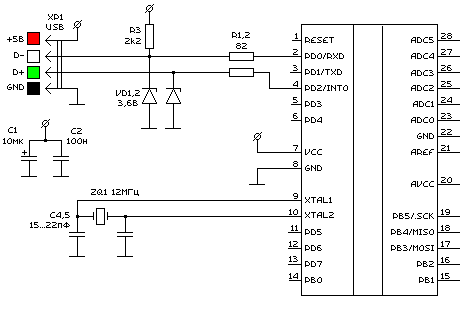 XP1
USB
+5В
D-
D+
GND
R3
2k2
R1,2
82
VD1,2
3,6В
C1
10МК
C2
100Н
ZQ1 12МГц
C4,5
15...22пФ
1 RESET
2 PD0/RXD
3 PD1/TXD
4 PD2/INT0
5 PD3
6 PD4
7 VCC
8 GND
9 XTAL1
10 XTAL2
11 PD5
12 PD6
13 PD7
14 PB0
ADC5 28
ADC4 27
ADC3 26
ADC2 25
ADC1 24
ADC0 23
GND 22
AREF 21
AVCC 20
PB5/.SCK 19
PB4/MISO 18
PB3/MOSI 17
PB2 16
PB1 15